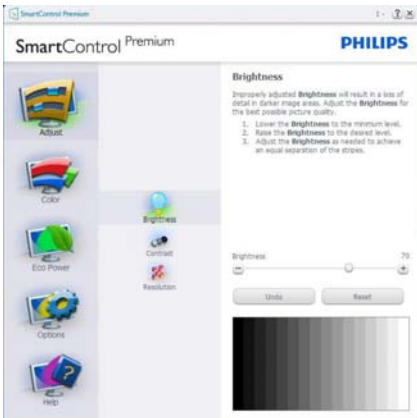 SmartControl Premium
SmartControl Premium
PHILIPS
Adjust
Color
Eco Power
Options
Help
Brightness
Contrast
Resolution
Brightness
Improperly adjusted Brightness will result in a loss of
detail in darker image areas. Adjust the Brightness for
the best possible picture quality.
1. Lower the Brightness to the minimum level.
2. Raise the Brightness to the desired level.
3. Adjust the Brightness as needed to achieve
an equal separation of the stripes.
Brightness 70
Undo Reset